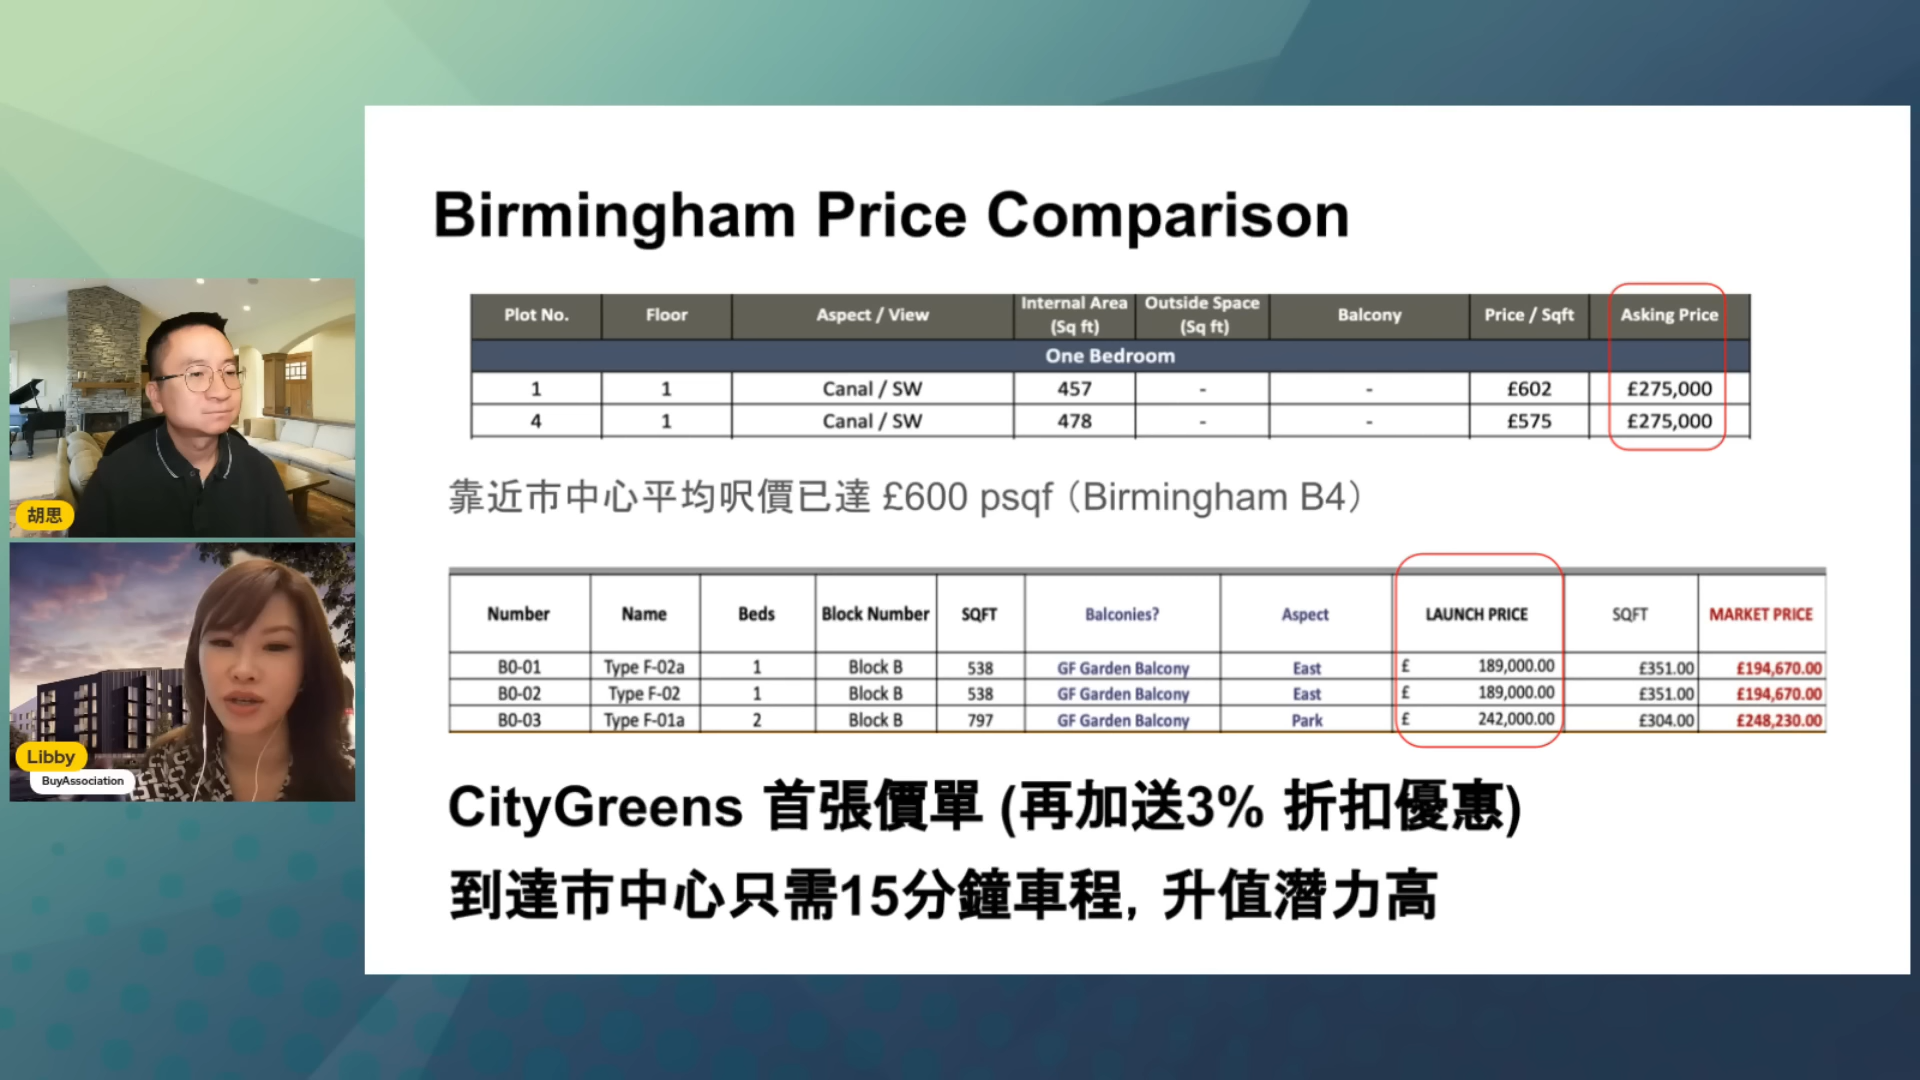 Birmingham Price Comparison
Plot No. Floor Aspect / View Internal Area (Sq ft) Outside Space (Sq ft) Balcony Price / Sqft Asking Price
One Bedroom
1 1 Canal / SW 457 - - £602 £275,000
4 1 Canal / SW 478 - - £575 £275,000
靠近市中心平均呎價已達 £600 psqf（Birmingham B4）
Number Name Beds Block Number SQFT Balconies? Aspect LAUNCH PRICE SQFT MARKET PRICE
B0-01 Type F-02a 1 Block B 538 GF Garden Balcony East £ 189,000.00 £351.00 £194,670.00
B0-02 Type F-02 1 Block B 538 GF Garden Balcony East £ 189,000.00 £351.00 £194,670.00
B0-03 Type F-01a 2 Block B 797 GF Garden Balcony Park £ 242,000.00 £304.00 £248,230.00
CityGreens 首張價單 (再加送3% 折扣優惠)
到達市中心只需15分鐘車程, 升值潛力高
胡思
Libby
BuyAssociation